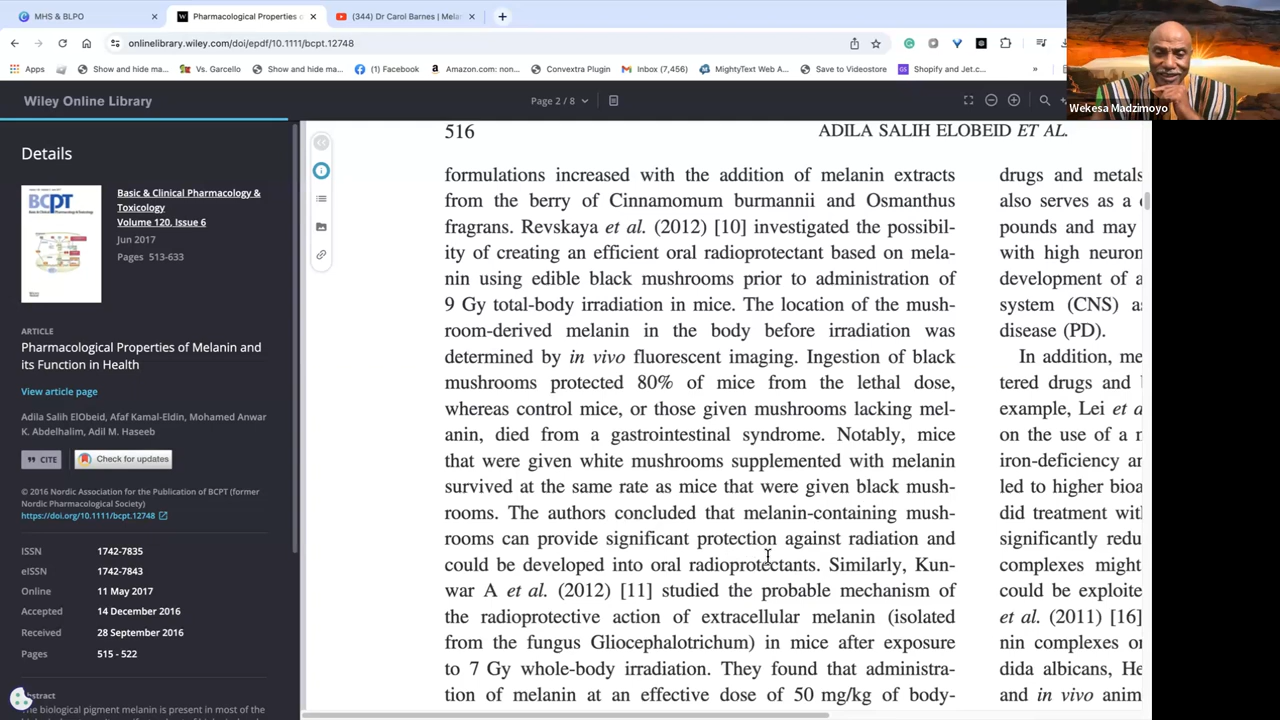 MHS & BLPO
Pharmacological Properties o
(344) Dr Carol Barnes | Mela
onlinelibrary.wiley.com/doi/epdf/10.1111/bcpt.12748
Apps
Show and hide ma...
Vs. Garcello
Show and hide ma...
(1) Facebook
Amazon.com: non...
Convextra Plugin
Inbox (7,456)
MightyText Web A...
Save to Videostore
Shopify and Jet.c...
»
Wekesa Madzimoyo
Wiley Online Library
Page 2 / 8
Details
BCPT
Basic & Clinical Pharmacology &
Toxicology
Volume 120, Issue 6
Jun 2017
Pages 513-633
ARTICLE
Pharmacological Properties of Melanin and
its Function in Health
View article page
Adila Salih ElObeid, Afaf Kamal-Eldin, Mohamed Anwar
K. Abdelhalim, Adil M. Haseeb
CITE
Check for updates
© 2016 Nordic Association for the Publication of BCPT (former
Nordic Pharmacological Society)
https://doi.org/10.1111/bcpt.12748
ISSN 1742-7835
eISSN 1742-7843
Online 11 May 2017
Accepted 14 December 2016
Received 28 September 2016
Pages 515 - 522
Abstract
The biological pigment melanin is present in most of the
516
ADILA SALIH ELOBEID ET AL.
formulations increased with the addition of melanin extracts
from the berry of Cinnamomum burmannii and Osmanthus
fragrans. Revskaya et al. (2012) [10] investigated the possibil-
ity of creating an efficient oral radioprotectant based on mela-
nin using edible black mushrooms prior to administration of
9 Gy total-body irradiation in mice. The location of the mush-
room-derived melanin in the body before irradiation was
determined by in vivo fluorescent imaging. Ingestion of black
mushrooms protected 80% of mice from the lethal dose,
whereas control mice, or those given mushrooms lacking mel-
anin, died from a gastrointestinal syndrome. Notably, mice
that were given white mushrooms supplemented with melanin
survived at the same rate as mice that were given black mush-
rooms. The authors concluded that melanin-containing mush-
rooms can provide significant protection against radiation and
could be developed into oral radioprotectants. Similarly, Kun-
war A et al. (2012) [11] studied the probable mechanism of
the radioprotective action of extracellular melanin (isolated
from the fungus Gliocephalotrichum) in mice after exposure
to 7 Gy whole-body irradiation. They found that administra-
tion of melanin at an effective dose of 50 mg/kg of body-
drugs and metals
also serves as a c
pounds and may
with high neuron
development of a
system (CNS) as
disease (PD).
In addition, me
tered drugs and b
example, Lei et a
on the use of a m
iron-deficiency an
led to higher bioa
did treatment wit
significantly redu
complexes might
could be exploite
et al. (2011) [16]
nin complexes on
dida albicans, He
and in vivo anim